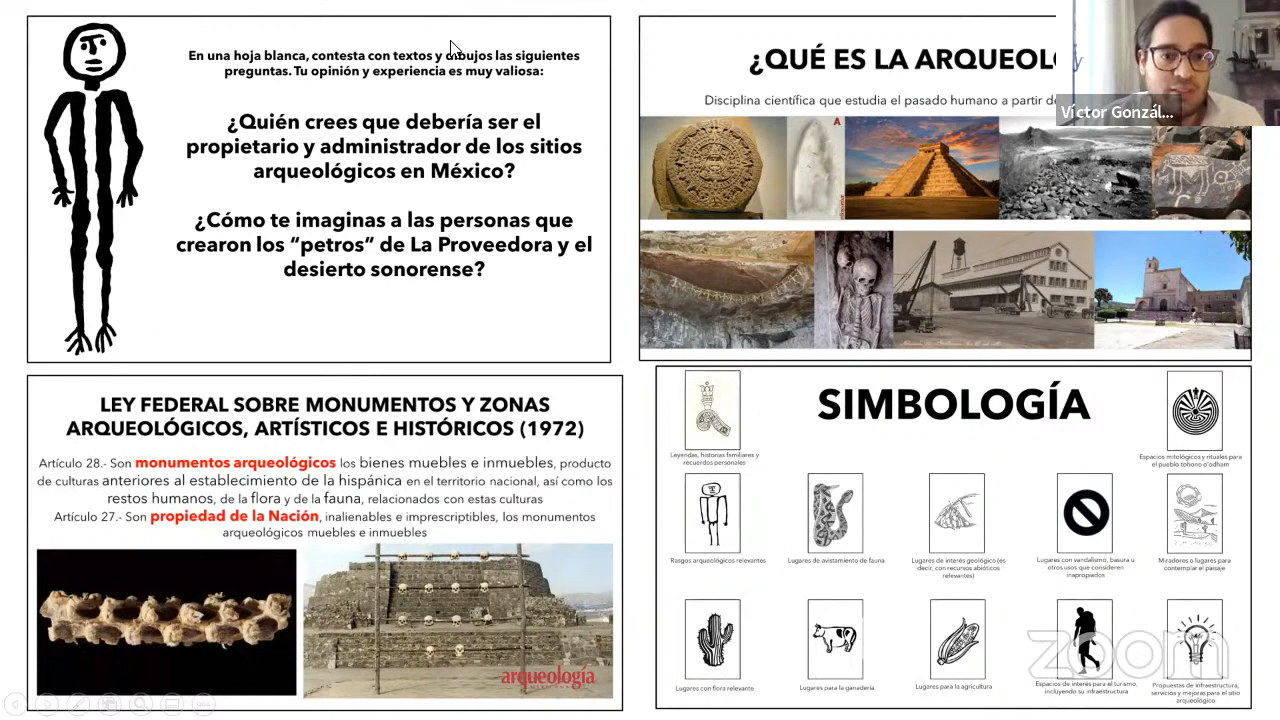 En una hoja blanca, contesta con textos y dibujos las siguientes
preguntas. Tu opinión y experiencia es muy valiosa:
¿Quién crees que debería ser el
propietario y administrador de los sitios
arqueológicos en México?
¿Cómo te imaginas a las personas que
crearon los “petros” de La Proveedora y el
desierto sonorense?
¿QUÉ ES LA ARQUEOL
Disciplina científica que estudia el pasado humano a partir de
Víctor Gonzál...
A
LEY FEDERAL SOBRE MONUMENTOS Y ZONAS
ARQUEOLÓGICOS, ARTÍSTICOS E HISTÓRICOS (1972)
Artículo 28.- Son monumentos arqueológicos los bienes muebles e inmuebles, producto
de culturas anteriores al establecimiento de la hispánica en el territorio nacional, así como los
restos humanos, de la flora y de la fauna, relacionados con estas culturas
Artículo 27.- Son propiedad de la Nación, inalienables e imprescriptibles, los monumentos
arqueológicos muebles e inmuebles
arqueología
SIMBOLOGÍA
Leyendas, historias familiares y
recuerdos personales
Espacios mitológicos y rituales para
el pueblo tohono o'odham
Rasgos arqueológicos relevantes
Lugares de avistamiento de fauna
Lugares de interés geológico (es
decir, con recursos abióticos
relevantes)
Lugares con vandalismo, basura u
otros usos que consideren
inapropiados
Miradores o lugares para
contemplar el paisaje
Lugares con flora relevante
Lugares para la ganadería
Lugares para la agricultura
Espacios de interés para el turismo,
incluyendo su infraestructura
Propuestas de infraestructura,
servicios y mejoras para el sitio
arqueológico
zoom